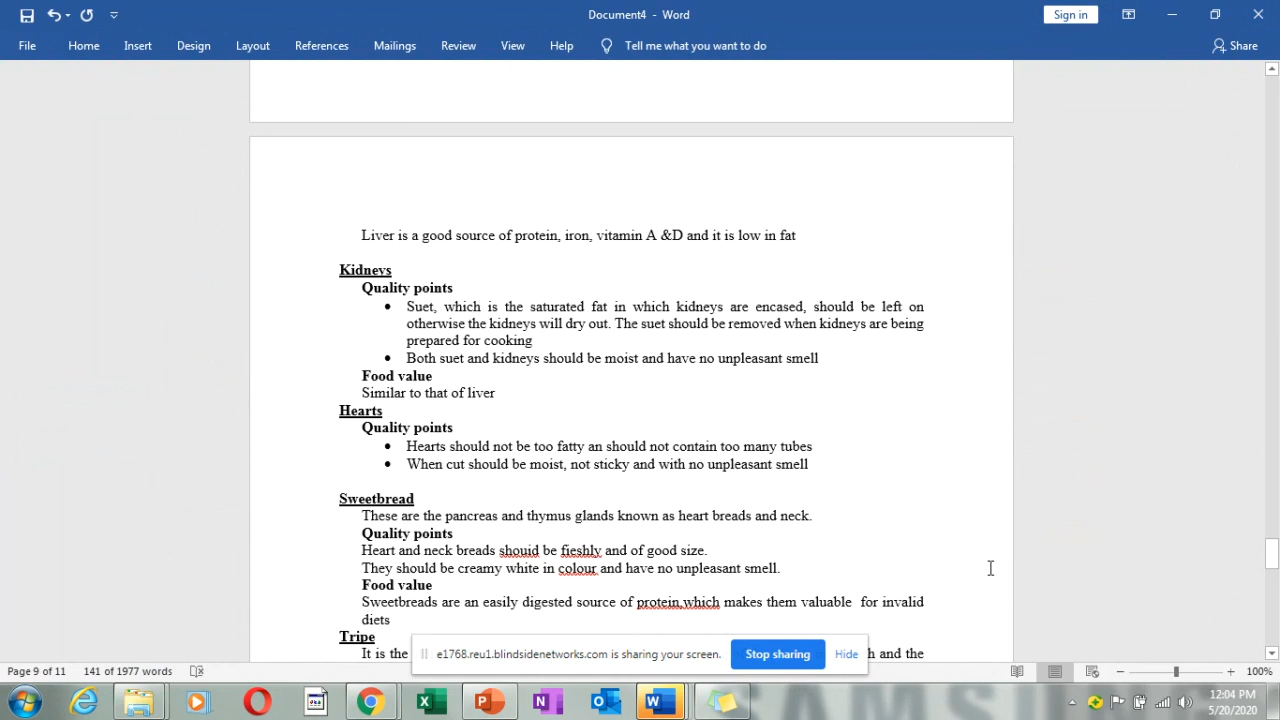 Document4 - Word
Sign in
File Home Insert Design Layout References Mailings Review View Help Tell me what you want to do Share
Liver is a good source of protein, iron, vitamin A &D and it is low in fat
Kidneys
Quality points
• Suet, which is the saturated fat in which kidneys are encased, should be left on
otherwise the kidneys will dry out. The suet should be removed when kidneys are being
prepared for cooking
• Both suet and kidneys should be moist and have no unpleasant smell
Food value
Similar to that of liver
Hearts
Quality points
• Hearts should not be too fatty an should not contain too many tubes
• When cut should be moist, not sticky and with no unpleasant smell
Sweetbread
These are the pancreas and thymus glands known as heart breads and neck.
Quality points
Heart and neck breads shouid be fieshly and of good size.
They should be creamy white in colour and have no unpleasant smell.
Food value
Sweetbreads are an easily digested source of protein,which makes them valuable for invalid
diets
Tripe
It is the
h and the
e1768.reu1.blindsidenetworks.com is sharing your screen. Stop sharing Hide
Page 9 of 11 141 of 1977 words 100%
12:04 PM
5/20/2020